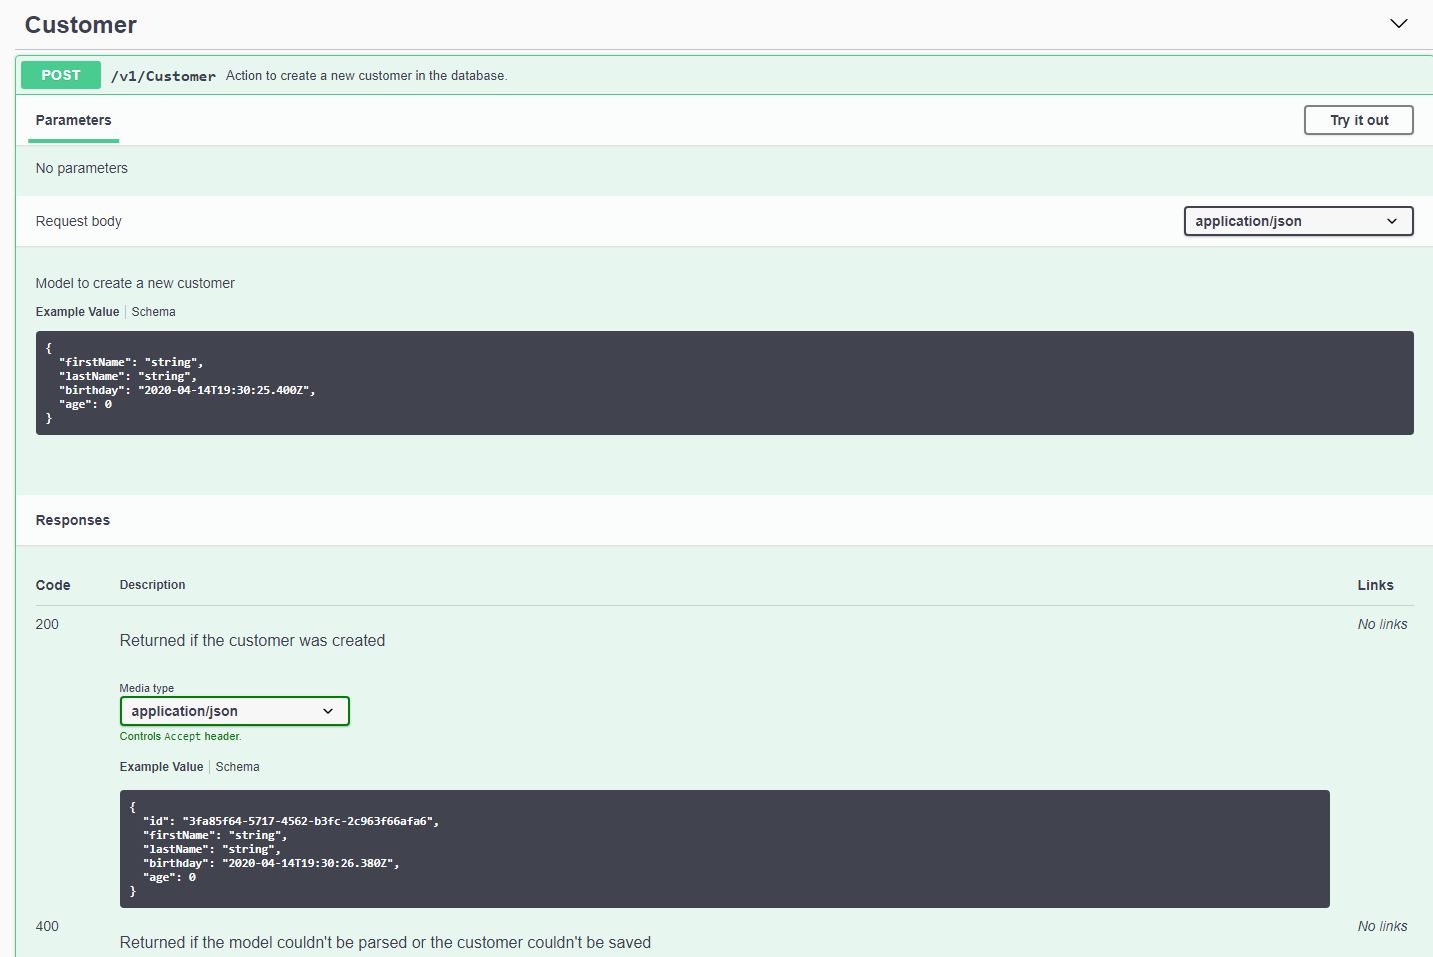 Customer
POST /v1/Customer Action to create a new customer in the database.
Parameters Try it out
No parameters
Request body application/json
Model to create a new customer
Example Value Schema
{
  "firstName": "string",
  "lastName": "string",
  "birthday": "2020-04-14T19:30:25.400Z",
  "age": 0
}
Responses
Code Description Links
200 Returned if the customer was created No links
Media type
application/json
Controls Accept header.
Example Value Schema
{
  "id": "3fa85f64-5717-4562-b3fc-2c963f66afa6",
  "firstName": "string",
  "lastName": "string",
  "birthday": "2020-04-14T19:30:26.380Z",
  "age": 0
}
400 Returned if the model couldn't be parsed or the customer couldn't be saved No links